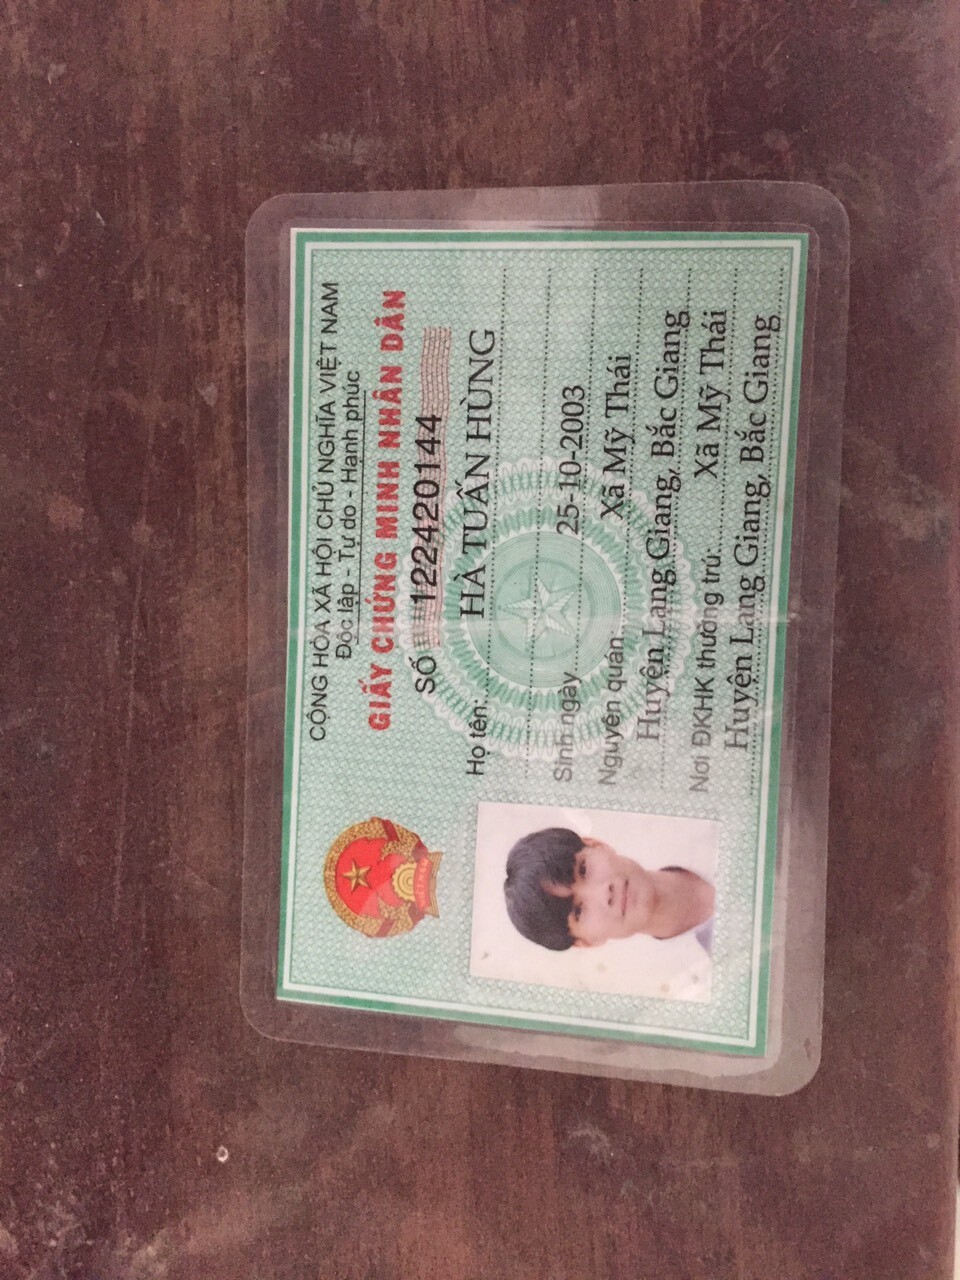 CỘNG HÒA XÃ HỘI CHỦ NGHĨA VIỆT NAM
Độc lập - Tự do - Hạnh phúc
GIẤY CHỨNG MINH NHÂN DÂN
SỐ 122420144
Họ tên: HÀ TUẤN HÙNG
Sinh ngày 25-10-2003
Nguyên quán Xã Mỹ Thái
Huyện Lạng Giang, Bắc Giang
Nơi ĐKHK thường trú: Xã Mỹ Thái
Huyện Lạng Giang, Bắc Giang
VIỆT NAM